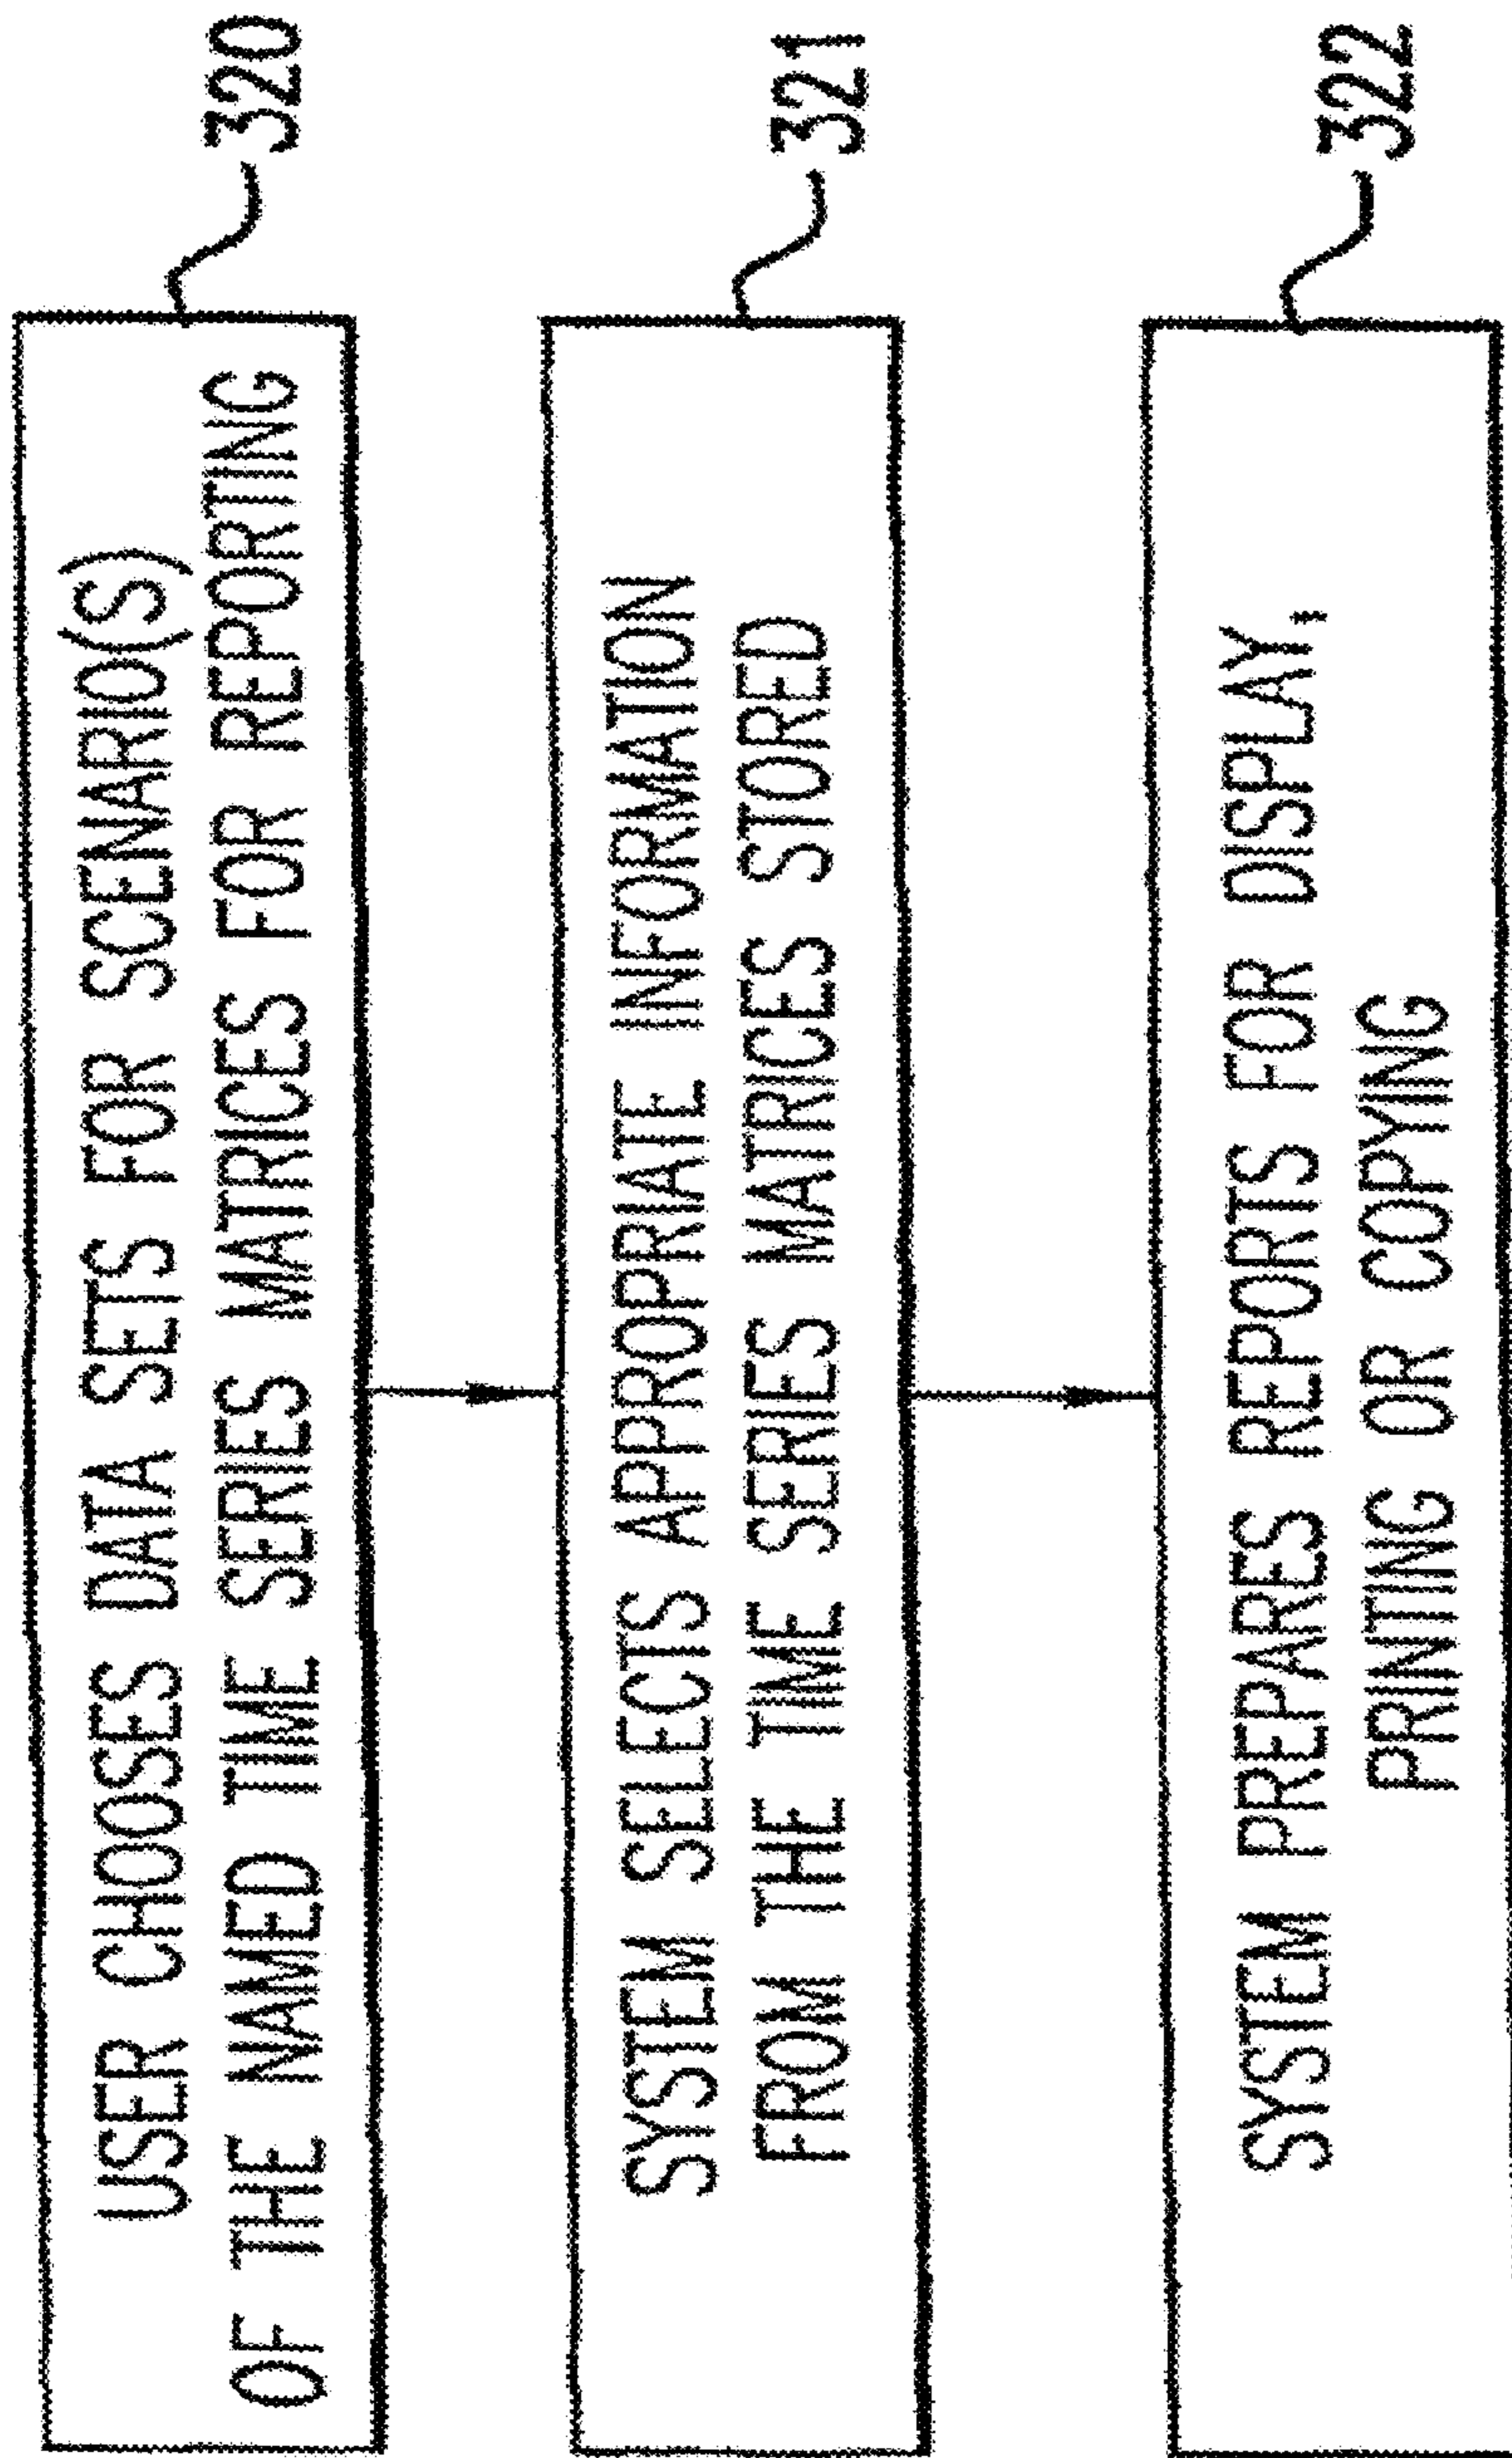 USER CHOOSES DATA SETS FOR SCENARIO(S)
OF THE NAMED TIME SERIES MATRICES FOR REPORTING
320
SYSTEM SELECTS APPROPRIATE INFORMATION
FROM THE TIME SERIES MATRICES STORED
321
SYSTEM PREPARES REPORTS FOR DISPLAY,
PRINTING OR COPYING
322